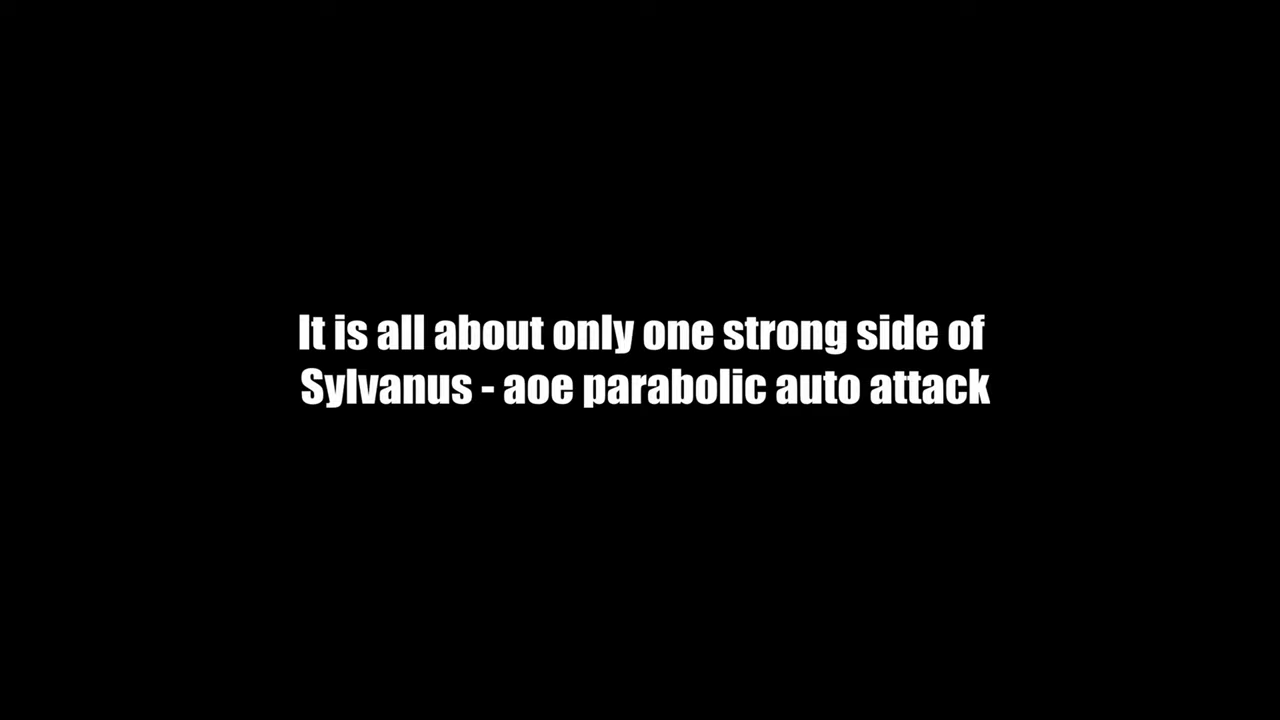 It is all about only one strong side of
Sylvanus - aoe parabolic auto attack